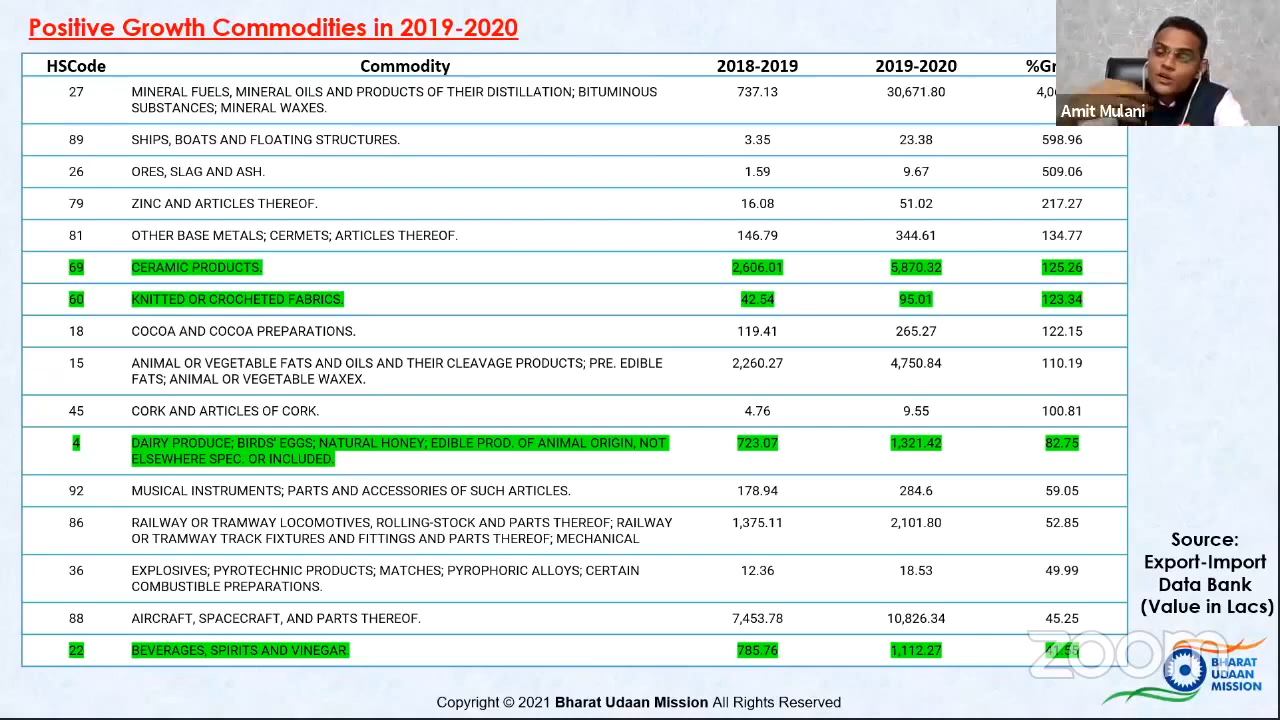 Positive Growth Commodities in 2019-2020
HSCode Commodity 2018-2019 2019-2020
27 MINERAL FUELS, MINERAL OILS AND PRODUCTS OF THEIR DISTILLATION; BITUMINOUS 737.13 30,671.80
SUBSTANCES; MINERAL WAXES.
Amit Mulani
89 SHIPS, BOATS AND FLOATING STRUCTURES. 3.35 23.38 598.96
26 ORES, SLAG AND ASH. 1.59 9.67 509.06
79 ZINC AND ARTICLES THEREOF. 16.08 51.02 217.27
81 OTHER BASE METALS; CERMETS; ARTICLES THEREOF. 146.79 344.61 134.77
69 CERAMIC PRODUCTS. 2,606.01 5,870.32 125.26
60 KNITTED OR CROCHETED FABRICS. 42.54 95.01 123.34
18 COCOA AND COCOA PREPARATIONS. 119.41 265.27 122.15
15 ANIMAL OR VEGETABLE FATS AND OILS AND THEIR CLEAVAGE PRODUCTS; PRE. EDIBLE 2,260.27 4,750.84 110.19
FATS; ANIMAL OR VEGETABLE WAXEX.
45 CORK AND ARTICLES OF CORK. 4.76 9.55 100.81
4 DAIRY PRODUCE; BIRDS' EGGS; NATURAL HONEY; EDIBLE PROD. OF ANIMAL ORIGIN, NOT 723.07 1,321.42 82.75
ELSEWHERE SPEC. OR INCLUDED.
92 MUSICAL INSTRUMENTS; PARTS AND ACCESSORIES OF SUCH ARTICLES. 178.94 284.6 59.05
86 RAILWAY OR TRAMWAY LOCOMOTIVES, ROLLING-STOCK AND PARTS THEREOF; RAILWAY 1,375.11 2,101.80 52.85
OR TRAMWAY TRACK FIXTURES AND FITTINGS AND PARTS THEREOF; MECHANICAL
36 EXPLOSIVES; PYROTECHNIC PRODUCTS; MATCHES; PYROPHORIC ALLOYS; CERTAIN 12.36 18.53 49.99
COMBUSTIBLE PREPARATIONS.
88 AIRCRAFT, SPACECRAFT, AND PARTS THEREOF. 7,453.78 10,826.34 45.25
22 BEVERAGES, SPIRITS AND VINEGAR. 785.76 1,112.27 41.55
Source:
Export-Import
Data Bank
(Value in Lacs)
zoom
BHARAT
UDAAN
MISSION
Copyright © 2021 Bharat Udaan Mission All Rights Reserved